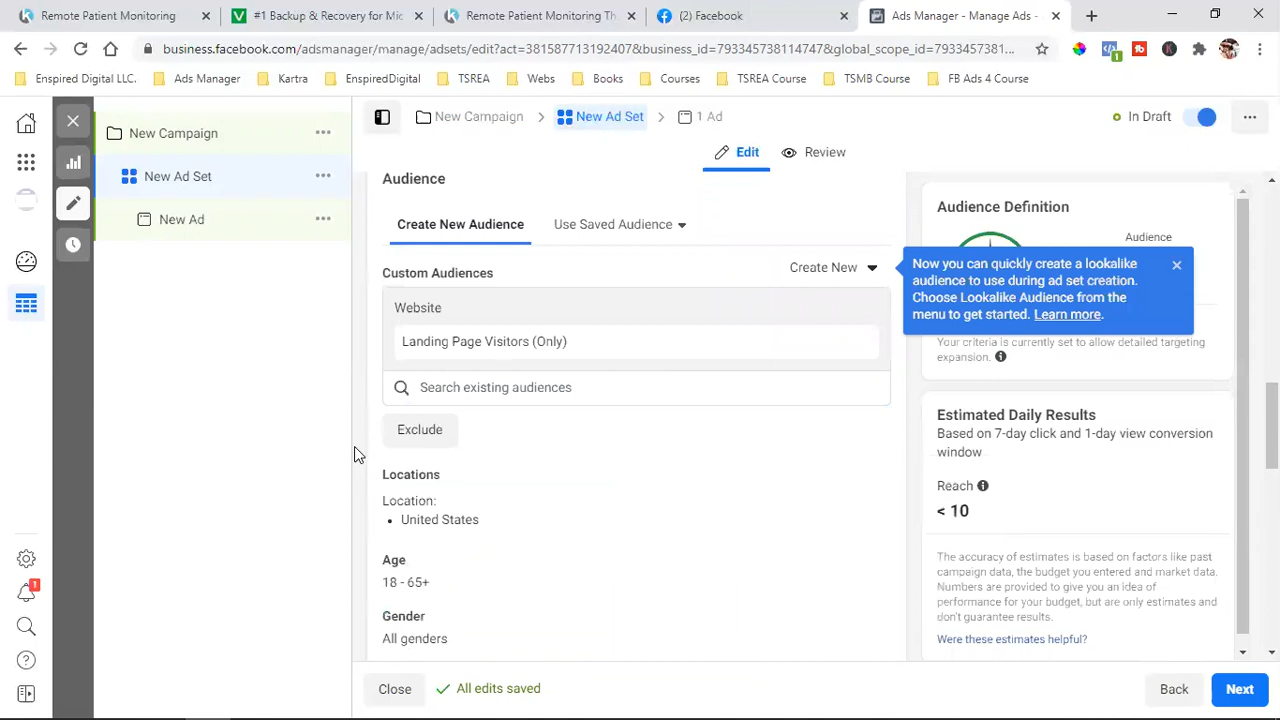 Remote Patient Monitoring
#1 Backup & Recovery for Mic
Remote Patient Monitoring
(2) Facebook
Ads Manager - Manage Ads -
business.facebook.com/adsmanager/manage/adsets/edit?act=381587713192407&business_id=793345738114747&global_scope_id=7933457381...
1
Enspired Digital LLC.
Ads Manager
Kartra
EnspiredDigital
TSREA
Webs
Books
Courses
TSREA Course
TSMB Course
FB Ads 4 Course
New Campaign
New Ad Set
1 Ad
In Draft
New Campaign
New Ad Set
New Ad
Edit
Review
Audience
Create New Audience
Use Saved Audience
Custom Audiences
Create New
Website
Landing Page Visitors (Only)
Search existing audiences
Exclude
Locations
Location:
• United States
Age
18 - 65+
Gender
All genders
Audience Definition
Audience
Now you can quickly create a lookalike
audience to use during ad set creation.
Choose Lookalike Audience from the
menu to get started. Learn more.
Your criteria is currently set to allow detailed targeting
expansion.
Estimated Daily Results
Based on 7-day click and 1-day view conversion
window
Reach
< 10
The accuracy of estimates is based on factors like past
campaign data, the budget you entered and market data.
Numbers are provided to give you an idea of
performance for your budget, but are only estimates and
don't guarantee results.
Were these estimates helpful?
1
Close
All edits saved
Back
Next